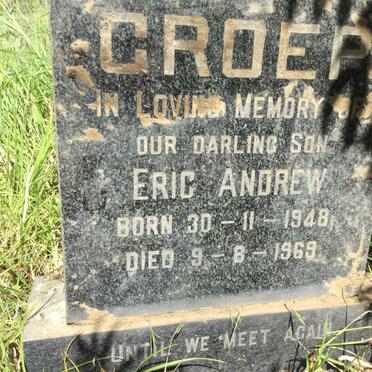 GROEP
IN LOVING MEMORY OF
OUR DARLING SON
ERIC ANDREW
BORN 30-11-1948,
DIED 9-8-1969.
UNTIL WE MEET AGAIN